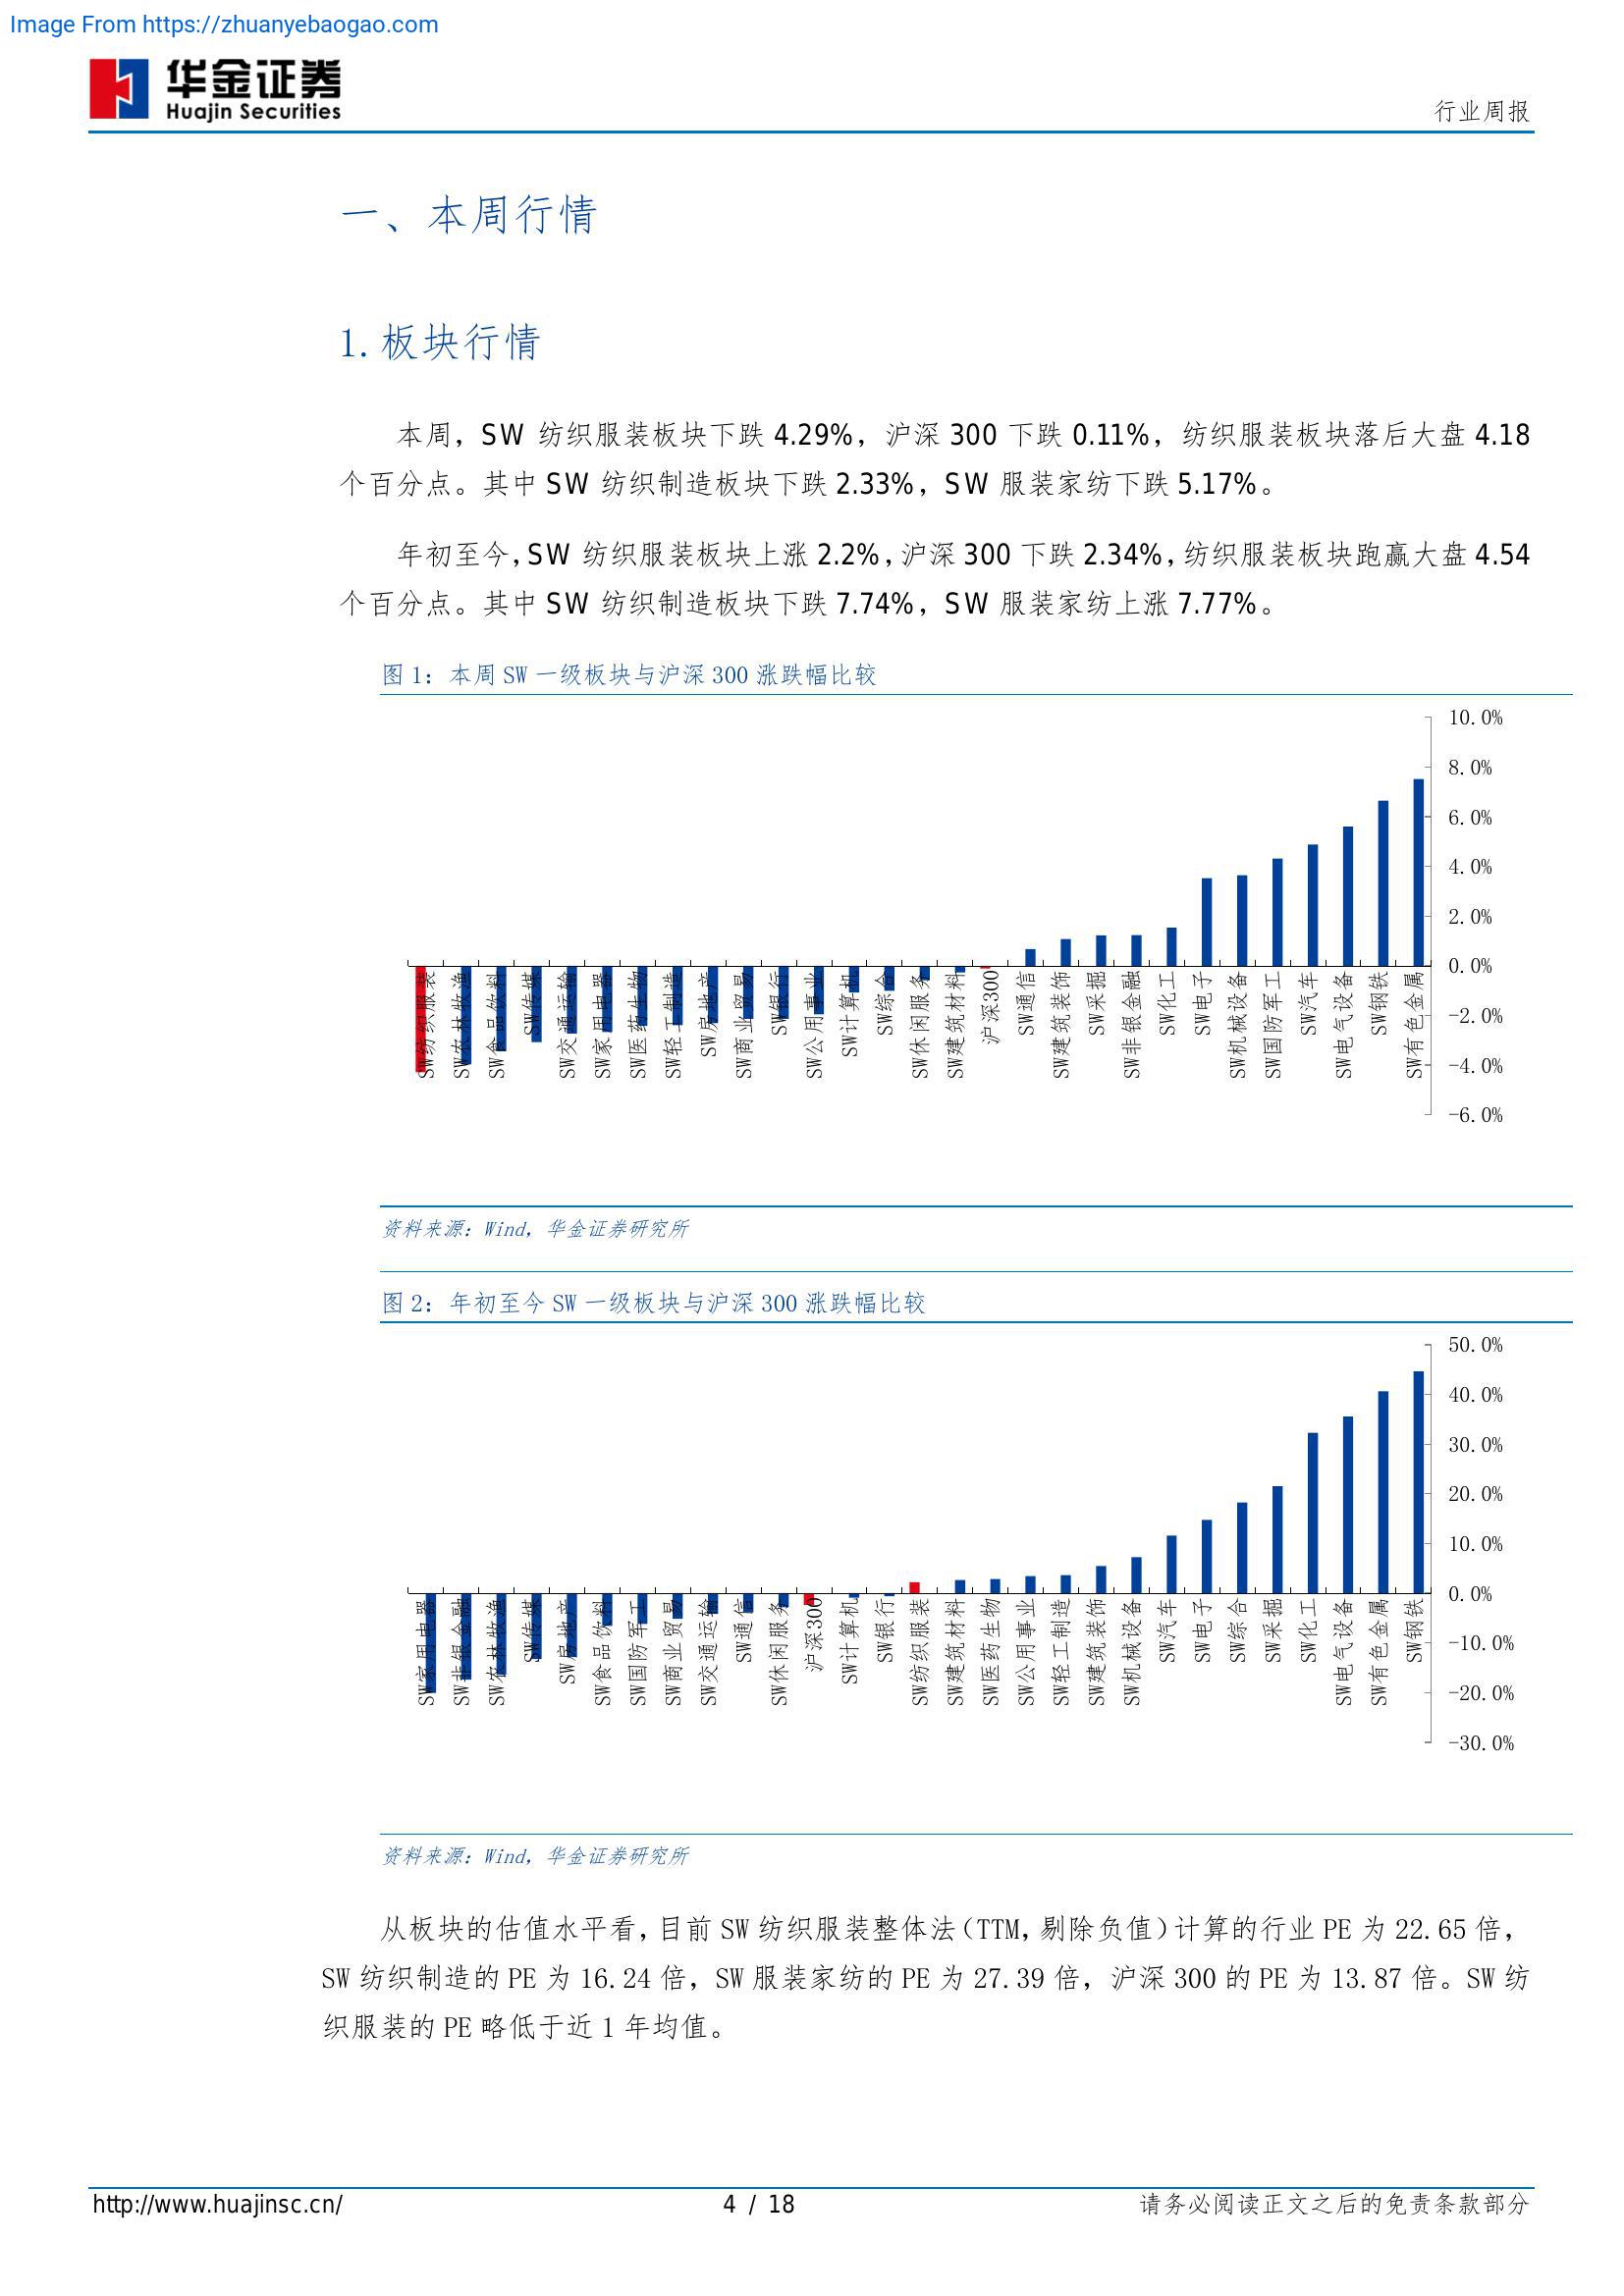 Image From https://zhuanyebaogao.com
华金证券
Huajin Securities
行业周报
一、本周行情
1.板块行情
本周，SW 纺织服装板块下跌 4.29%，沪深 300 下跌 0.11%，纺织服装板块落后大盘 4.18
个百分点。其中 SW 纺织制造板块下跌 2.33%，SW 服装家纺下跌 5.17%。
年初至今，SW 纺织服装板块上涨 2.2%，沪深 300 下跌 2.34%，纺织服装板块跑赢大盘 4.54
个百分点。其中 SW 纺织制造板块下跌 7.74%，SW 服装家纺上涨 7.77%。
图 1：本周 SW 一级板块与沪深 300 涨跌幅比较
10.0%
8.0%
6.0%
4.0%
2.0%
0.0%
-2.0%
-4.0%
-6.0%
SW纺织服装
SW农林牧渔
SW食品饮料
SW传媒
SW交通运输
SW家用电器
SW医药生物
SW轻工制造
SW房地产
SW商业贸易
SW银行
SW公用事业
SW计算机
SW综合
SW休闲服务
SW建筑材料
沪深300
SW通信
SW建筑装饰
SW采掘
SW非银金融
SW化工
SW电子
SW机械设备
SW国防军工
SW汽车
SW电气设备
SW钢铁
SW有色金属
资料来源：Wind，华金证券研究所
图 2：年初至今 SW 一级板块与沪深 300 涨跌幅比较
50.0%
40.0%
30.0%
20.0%
10.0%
0.0%
-10.0%
-20.0%
-30.0%
SW家用电器
SW非银金融
SW农林牧渔
SW传媒
SW房地产
SW食品饮料
SW国防军工
SW商业贸易
SW交通运输
SW通信
SW休闲服务
沪深300
SW计算机
SW银行
SW纺织服装
SW建筑材料
SW医药生物
SW公用事业
SW轻工制造
SW建筑装饰
SW机械设备
SW汽车
SW电子
SW综合
SW采掘
SW化工
SW电气设备
SW有色金属
SW钢铁
资料来源：Wind，华金证券研究所
从板块的估值水平看，目前 SW 纺织服装整体法（TTM，剔除负值）计算的行业 PE 为 22.65 倍，
SW 纺织制造的 PE 为 16.24 倍，SW 服装家纺的 PE 为 27.39 倍，沪深 300 的 PE 为 13.87 倍。SW 纺
织服装的 PE 略低于近 1 年均值。
http://www.huajinsc.cn/
4 / 18
请务必阅读正文之后的免责条款部分